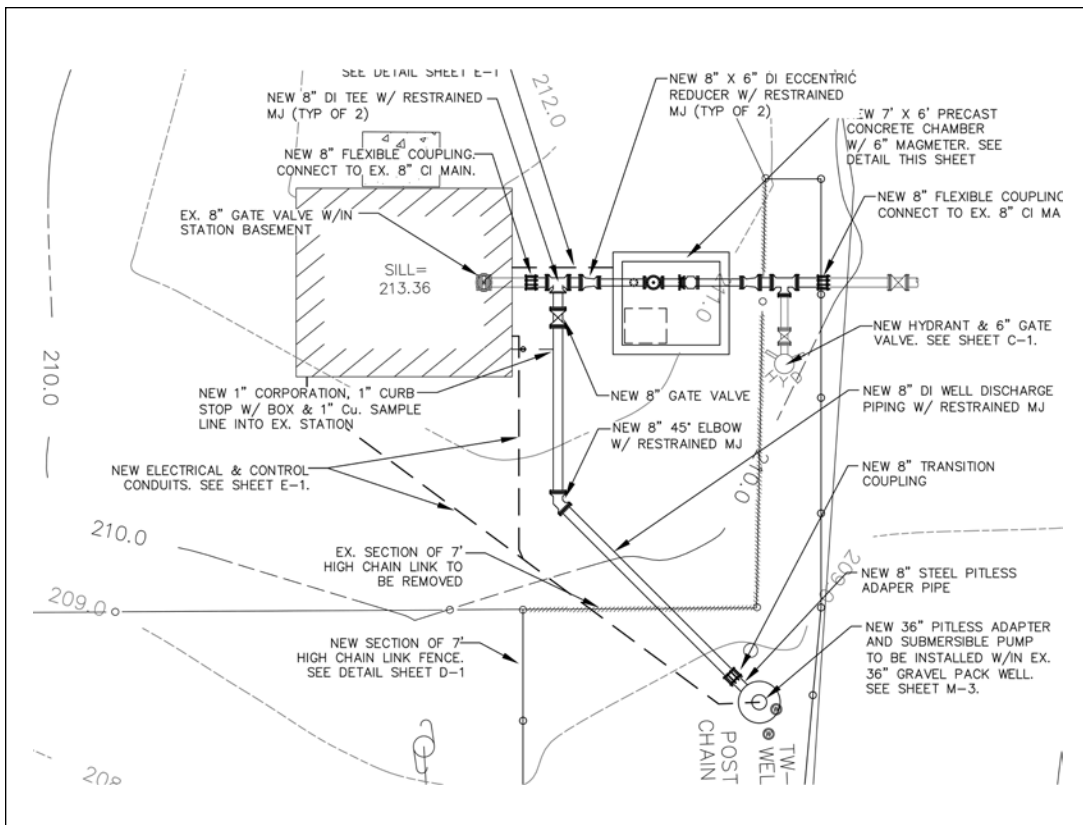 SEE DETAIL SHEET E-1
212.0
NEW 8" DI TEE W/ RESTRAINED
MJ (TYP OF 2)
NEW 8" X 6" DI ECCENTRIC
REDUCER W/ RESTRAINED
MJ (TYP OF 2)
7' X 6' PRECAST
CONCRETE CHAMBER
W/ 6" MAGMETER. SEE
DETAIL THIS SHEET
NEW 8" FLEXIBLE COUPLING.
CONNECT TO EX. 8" CI MAIN.
NEW 8" FLEXIBLE COUPLING
CONNECT TO EX. 8" CI MA
EX. 8" GATE VALVE W/IN
STATION BASEMENT
SILL=
213.36
210.0
210.0
HYD
NEW HYDRANT & 6" GATE
VALVE. SEE SHEET C-1.
NEW 1" CORPORATION, 1" CURB
STOP W/ BOX & 1" Cu. SAMPLE
LINE INTO EX. STATION
NEW 8" GATE VALVE
NEW 8" DI WELL DISCHARGE
PIPING W/ RESTRAINED MJ
NEW 8" 45° ELBOW
W/ RESTRAINED MJ
NEW ELECTRICAL & CONTROL
CONDUITS. SEE SHEET E-1.
210.0
NEW 8" TRANSITION
COUPLING
210.0
EX. SECTION OF 7'
HIGH CHAIN LINK TO
BE REMOVED
209.0
NEW 8" STEEL PITLESS
ADAPER PIPE
209.0
NEW SECTION OF 7'
HIGH CHAIN LINK FENCE.
SEE DETAIL SHEET D-1
NEW 36" PITLESS ADAPTER
AND SUBMERSIBLE PUMP
TO BE INSTALLED W/IN EX.
36" GRAVEL PACK WELL.
SEE SHEET M-3.
POST
CHAIN
TW-
WEL
208